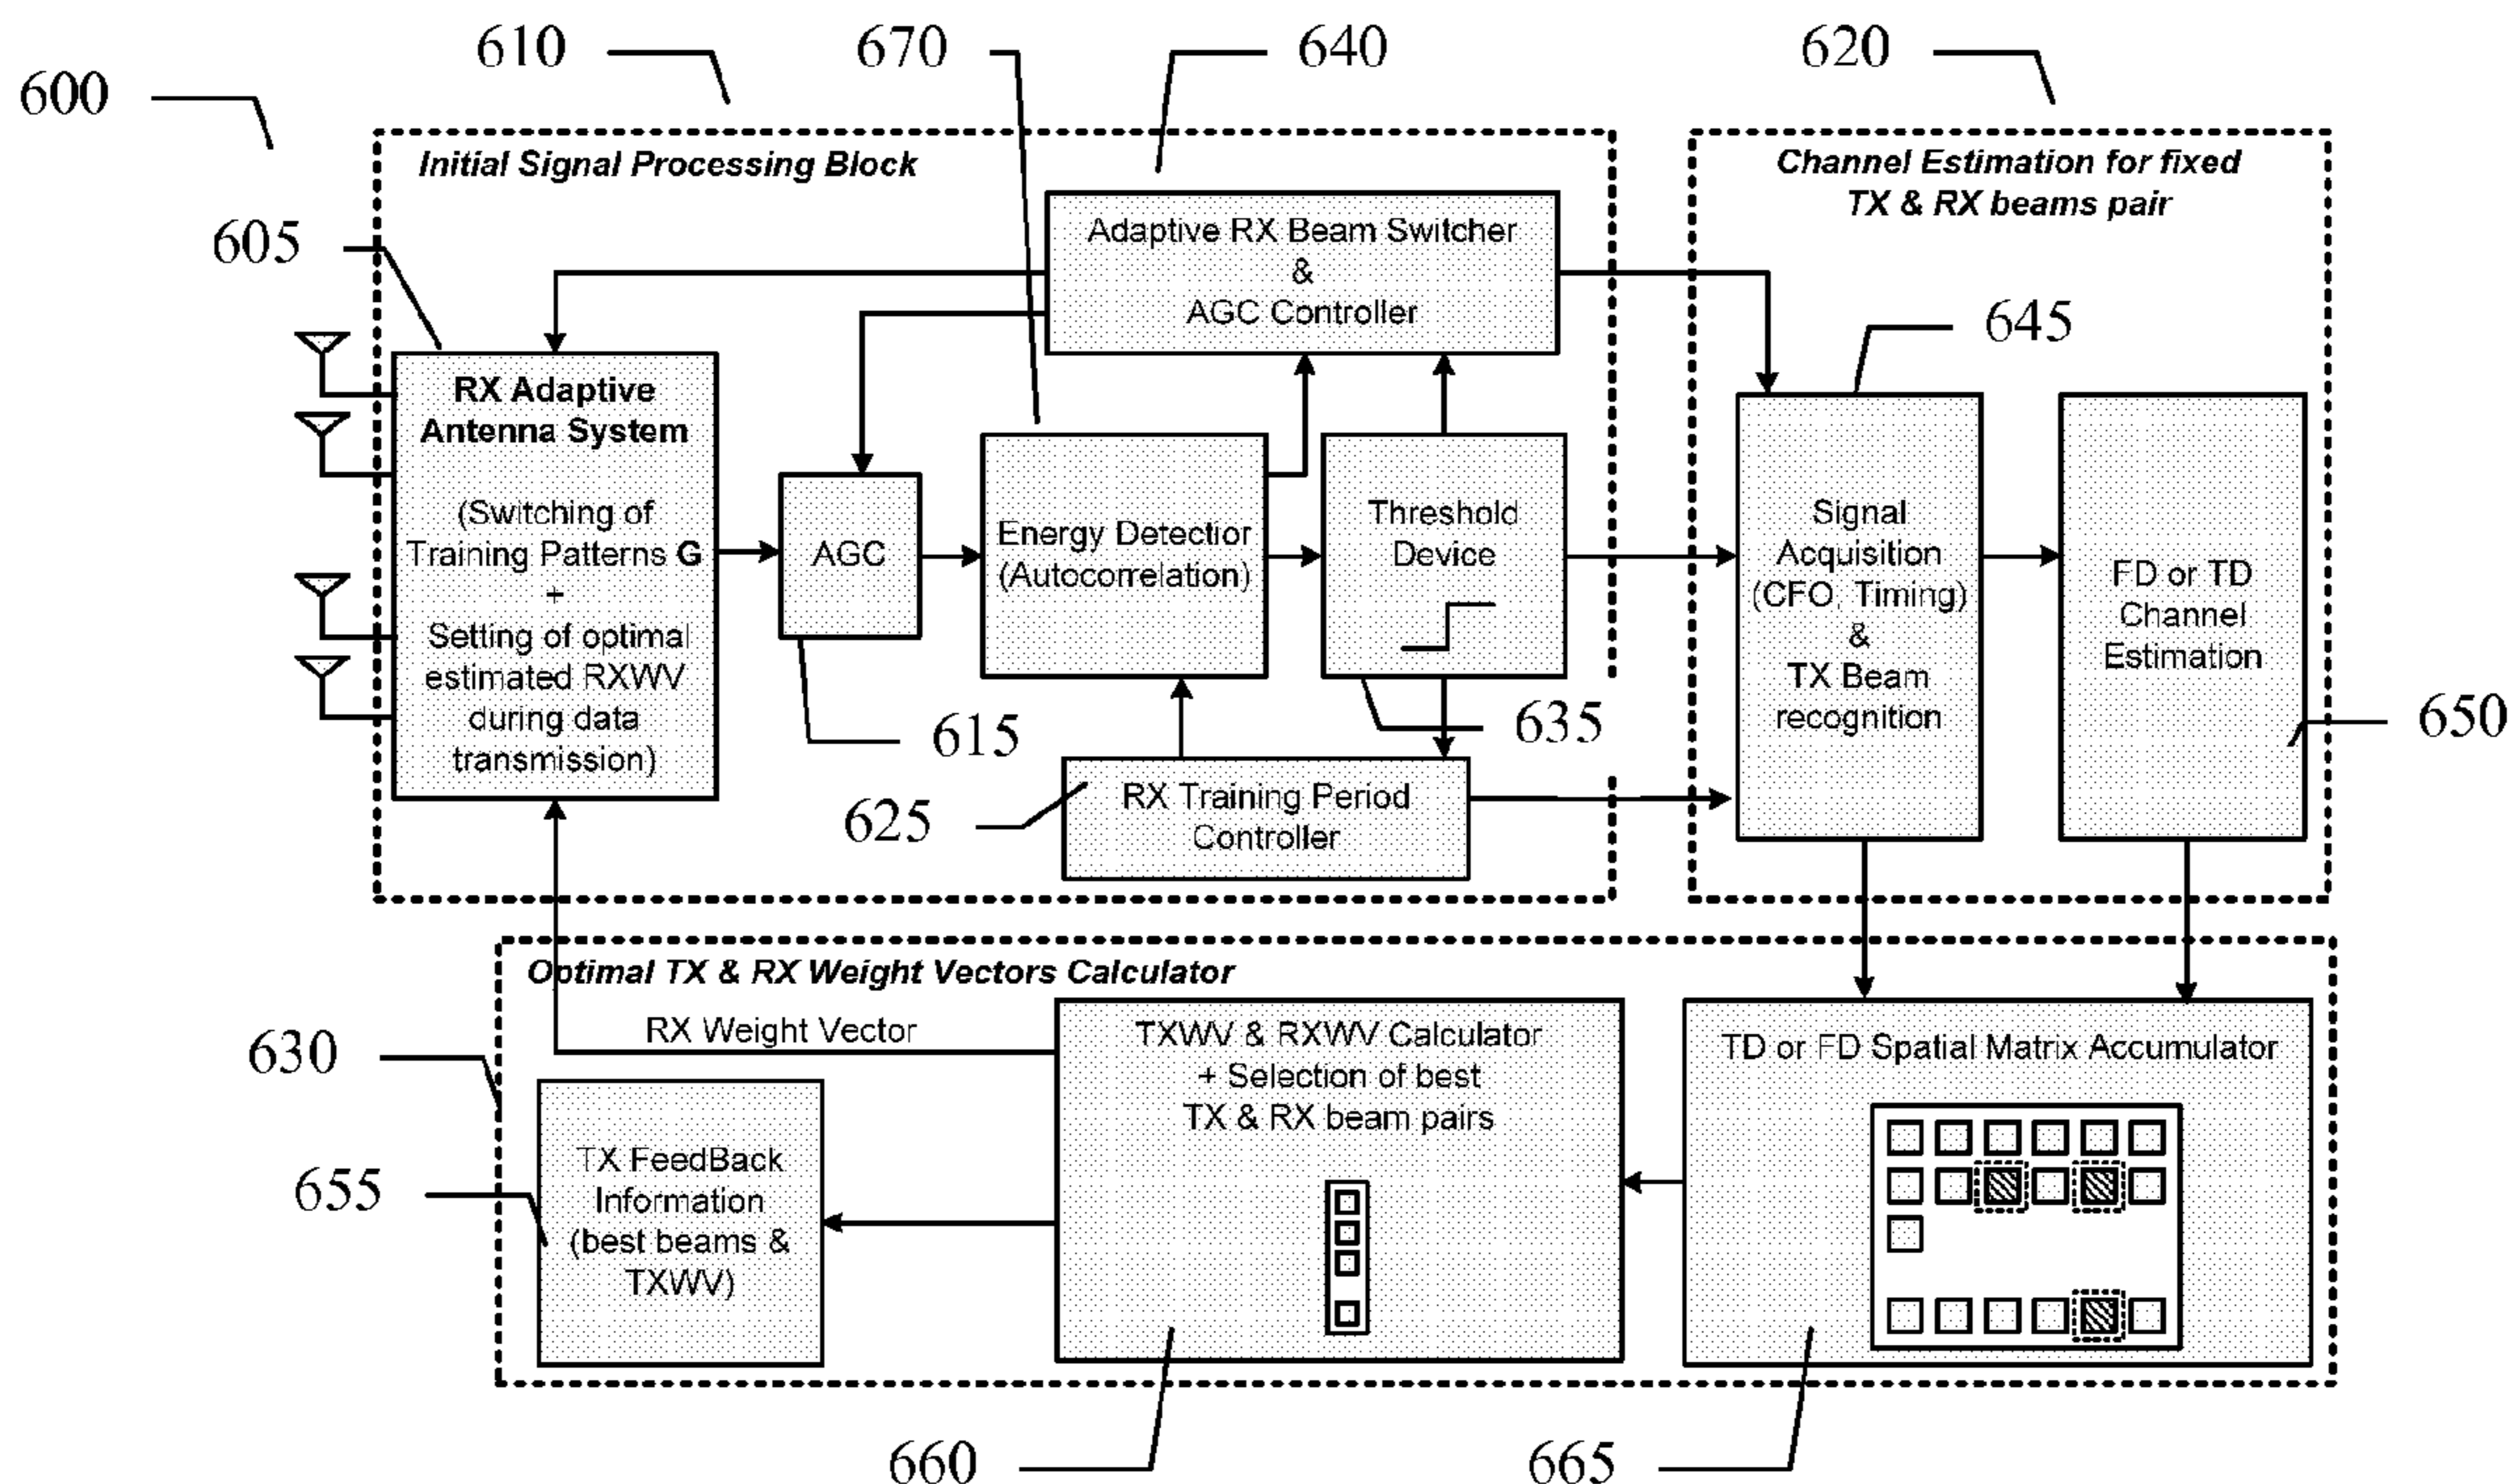 600
610
670
640
620
605
Initial Signal Processing Block
Channel Estimation for fixed
TX & RX beams pair
Adaptive RX Beam Switcher
&
AGC Controller
645
RX Adaptive
Antenna System
(Switching of
Training Patterns G
+
Setting of optimal
estimated RXWV
during data
transmission)
AGC
615
Energy Detectior
(Autocorrelation)
Threshold
Device
635
625
RX Training Period
Controller
Signal
Acquisition
(CFO, Timing)
&
TX Beam
recognition
FD or TD
Channel
Estimation
650
Optimal TX & RX Weight Vectors Calculator
630
RX Weight Vector
655
TX FeedBack
Information
(best beams &
TXWV)
TXWV & RXWV Calculator
+ Selection of best
TX & RX beam pairs
TD or FD Spatial Matrix Accumulator
660
665